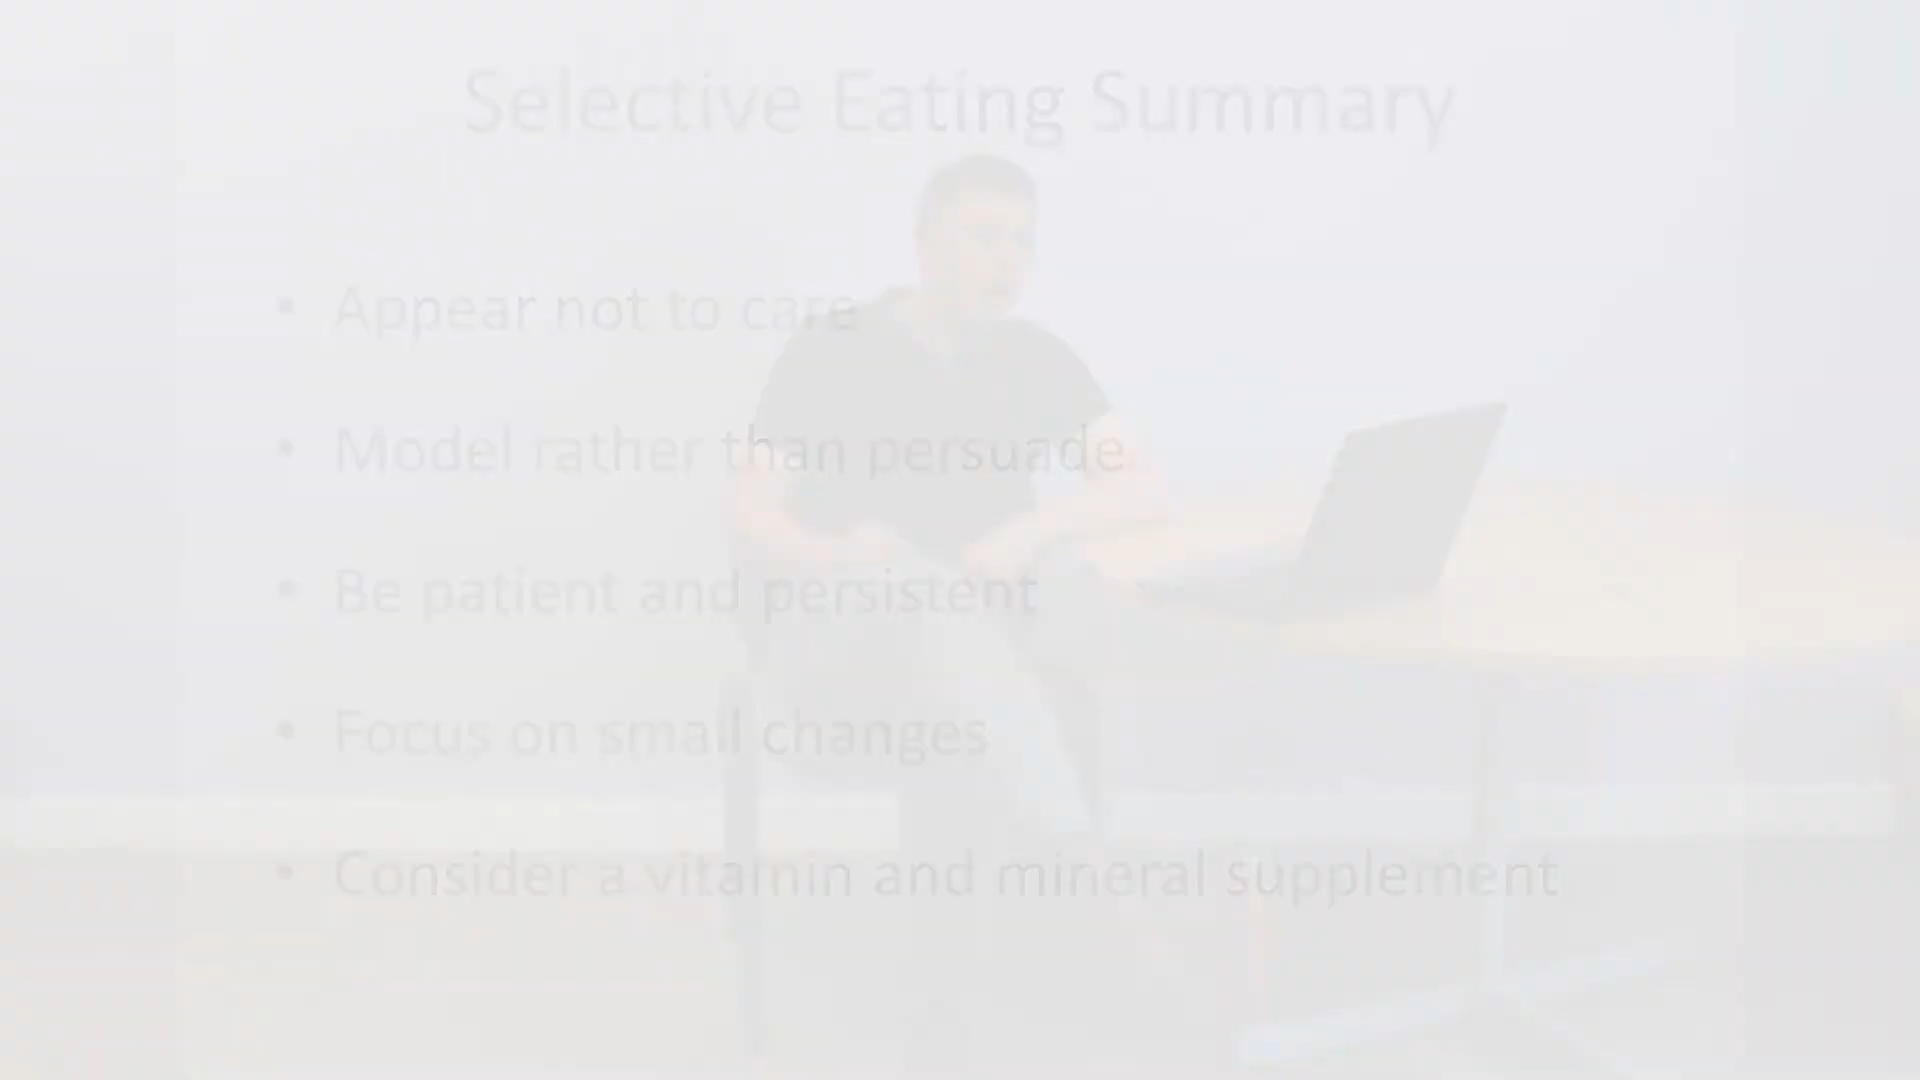 Selective Eating Summary
• Appear not to care
• Model rather than persuade
• Be patient and persistent
• Focus on small changes
• Consider a vitamin and mineral supplement